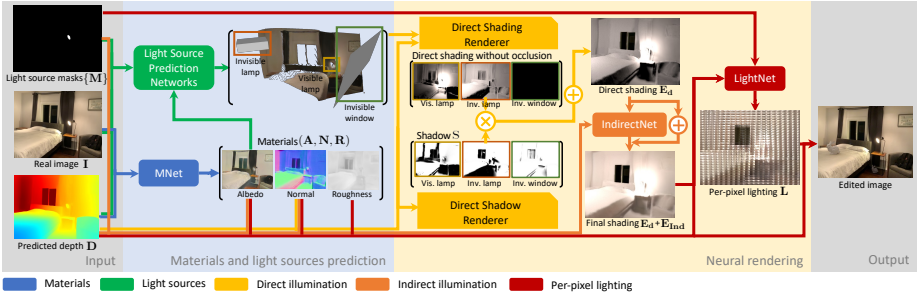 Light source masks{M}
Real image I
Predicted depth D
Input
Light Source
Prediction
Networks
MNet
Invisible
lamp
Visible
lamp
Invisible
window
Materials(A, N, R)
Albedo
Normal
Roughness
Materials and light sources prediction
Direct Shading
Renderer
Direct shading without occlusion
Vis. lamp
Inv. lamp
Inv. window
Shadow S
Vis. lamp
Inv. lamp
Inv. window
Direct Shadow
Renderer
Direct shading E_d
IndirectNet
Final shading E_d+E_Ind
LightNet
Per-pixel lighting L
Neural rendering
Edited image
Output
Materials
Light sources
Direct illumination
Indirect illumination
Per-pixel lighting